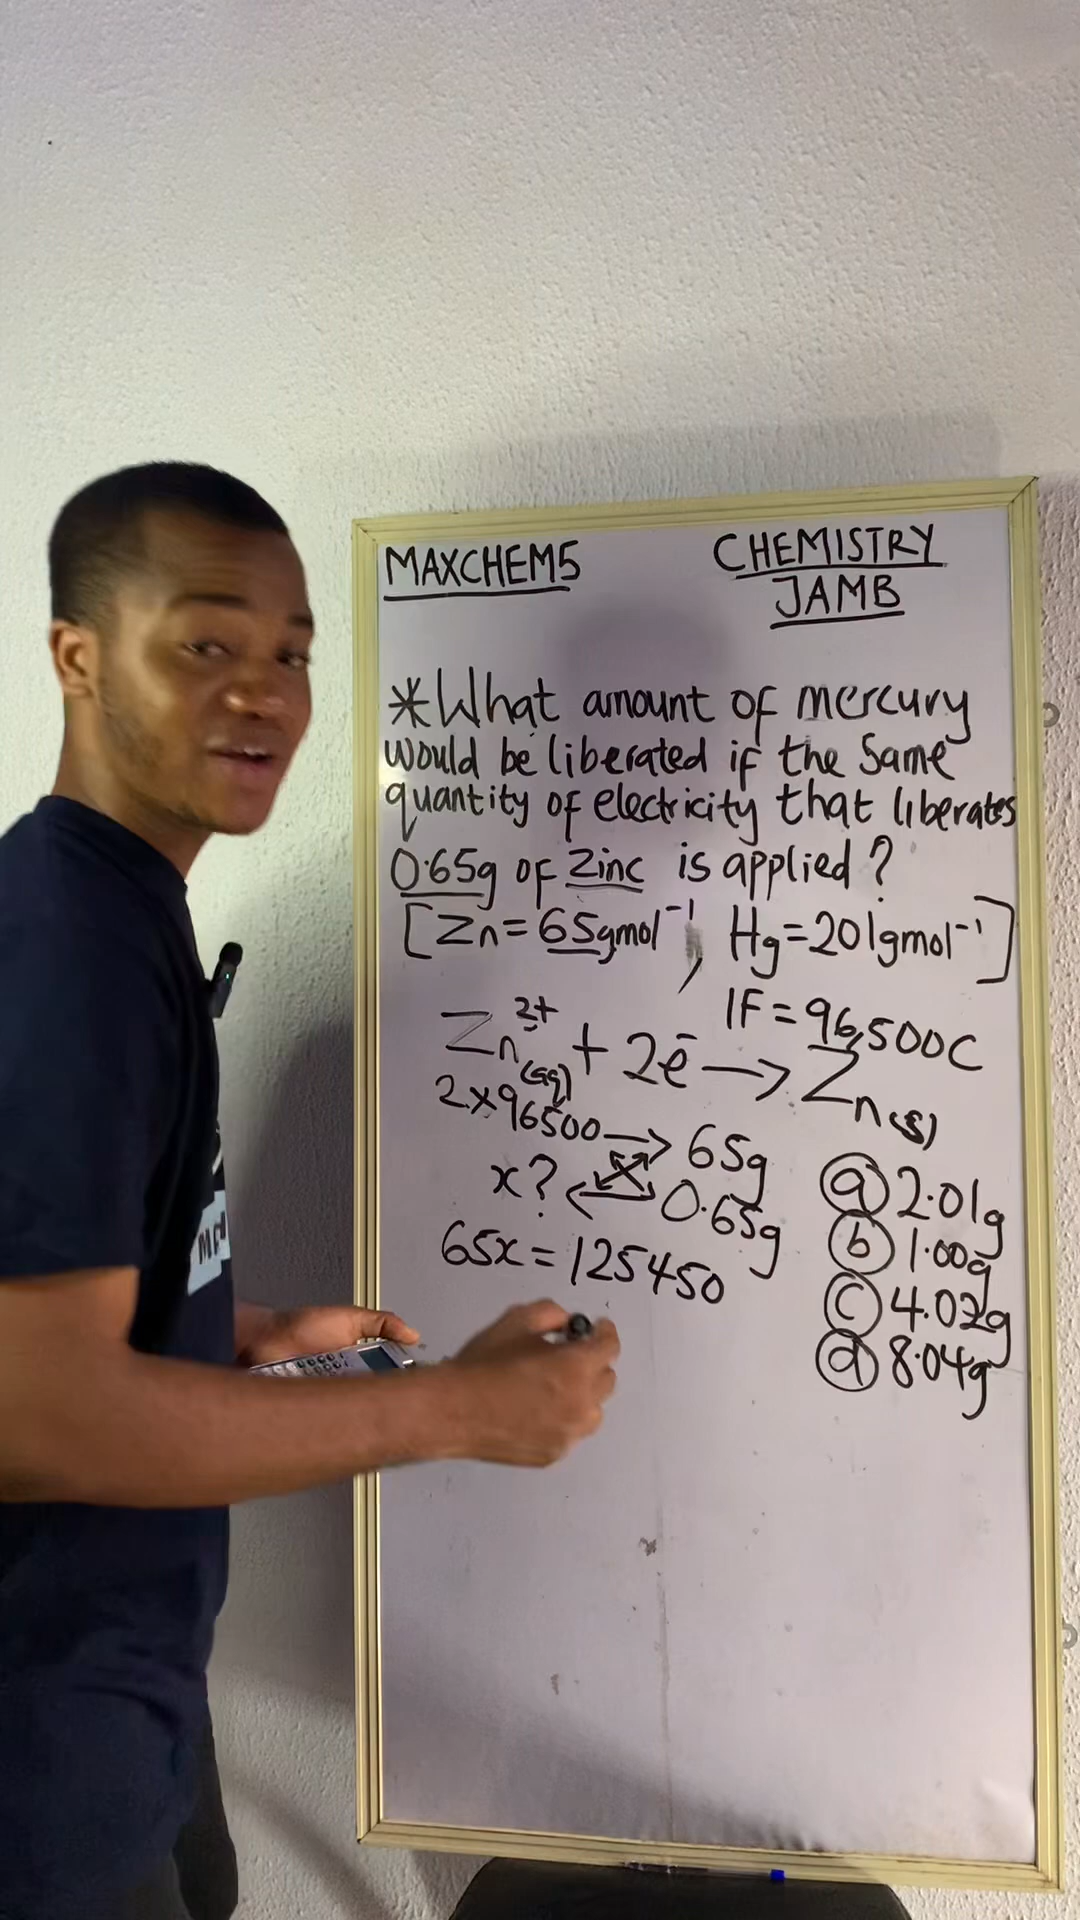 MAXCHEM5
CHEMISTRY
JAMB
*What amount of mercury
would be liberated if the same
quantity of electricity that liberates
0.65g of Zinc is applied?
[Zn=65gmol⁻¹, Hg=201gmol⁻¹]
1F=96,500C
Zn²⁺(aq) + 2e⁻ → Zn(s)
2×96500 → 65g
x? ← 0.65g
65x=125450
(a) 2.01g
(b) 1.00g
(c) 4.02g
(d) 8.04g